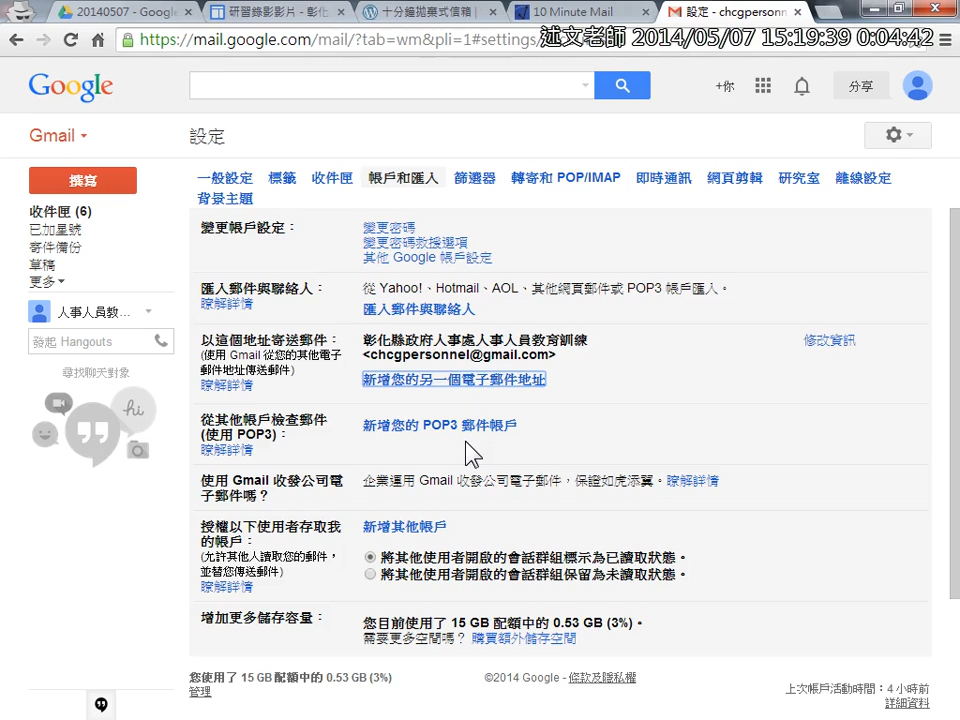 20140507 - Google
研習錄影影片 - 彰化
十分鐘拋棄式信箱
10 Minute Mail
設定 - chcgpersonn
https://mail.google.com/mail/?tab=wm&pli=1#settings/
述文老師 2014/05/07 15:19:39 0:04:42
Google
+你
分享
Gmail
設定
撰寫
一般設定 標籤 收件匣 帳戶和匯入 篩選器 轉寄和 POP/IMAP 即時通訊 網頁剪輯 研究室 離線設定
背景主題
收件匣 (6)
已加星號
寄件備份
草稿
更多
人事人員教...
發起 Hangouts
尋找聊天對象
hi
變更帳戶設定：
變更密碼
變更密碼救援選項
其他 Google 帳戶設定
匯入郵件與聯絡人：
瞭解詳情
從 Yahoo!、Hotmail、AOL、其他網頁郵件或 POP3 帳戶匯入。
匯入郵件與聯絡人
以這個地址寄送郵件：
(使用 Gmail 從您的其他電子
郵件地址傳送郵件)
瞭解詳情
彰化縣政府人事處人事人員教育訓練
<chcgpersonnel@gmail.com>
修改資訊
新增您的另一個電子郵件地址
從其他帳戶檢查郵件
(使用 POP3)：
瞭解詳情
新增您的 POP3 郵件帳戶
使用 Gmail 收發公司電
子郵件嗎？
企業運用 Gmail 收發公司電子郵件，保證如虎添翼。瞭解詳情
授權以下使用者存取我
的帳戶：
(允許其他人讀取您的郵件，
並替您傳送郵件)
瞭解詳情
新增其他帳戶
將其他使用者開啟的會話群組標示為已讀取狀態。
將其他使用者開啟的會話群組保留為未讀取狀態。
增加更多儲存容量：
您目前使用了 15 GB 配額中的 0.53 GB (3%)。
需要更多空間嗎？ 購買額外儲存空間
您使用了 15 GB 配額中的 0.53 GB (3%)
管理
©2014 Google - 條款及隱私權
上次帳戶活動時間：4 小時前
詳細資料